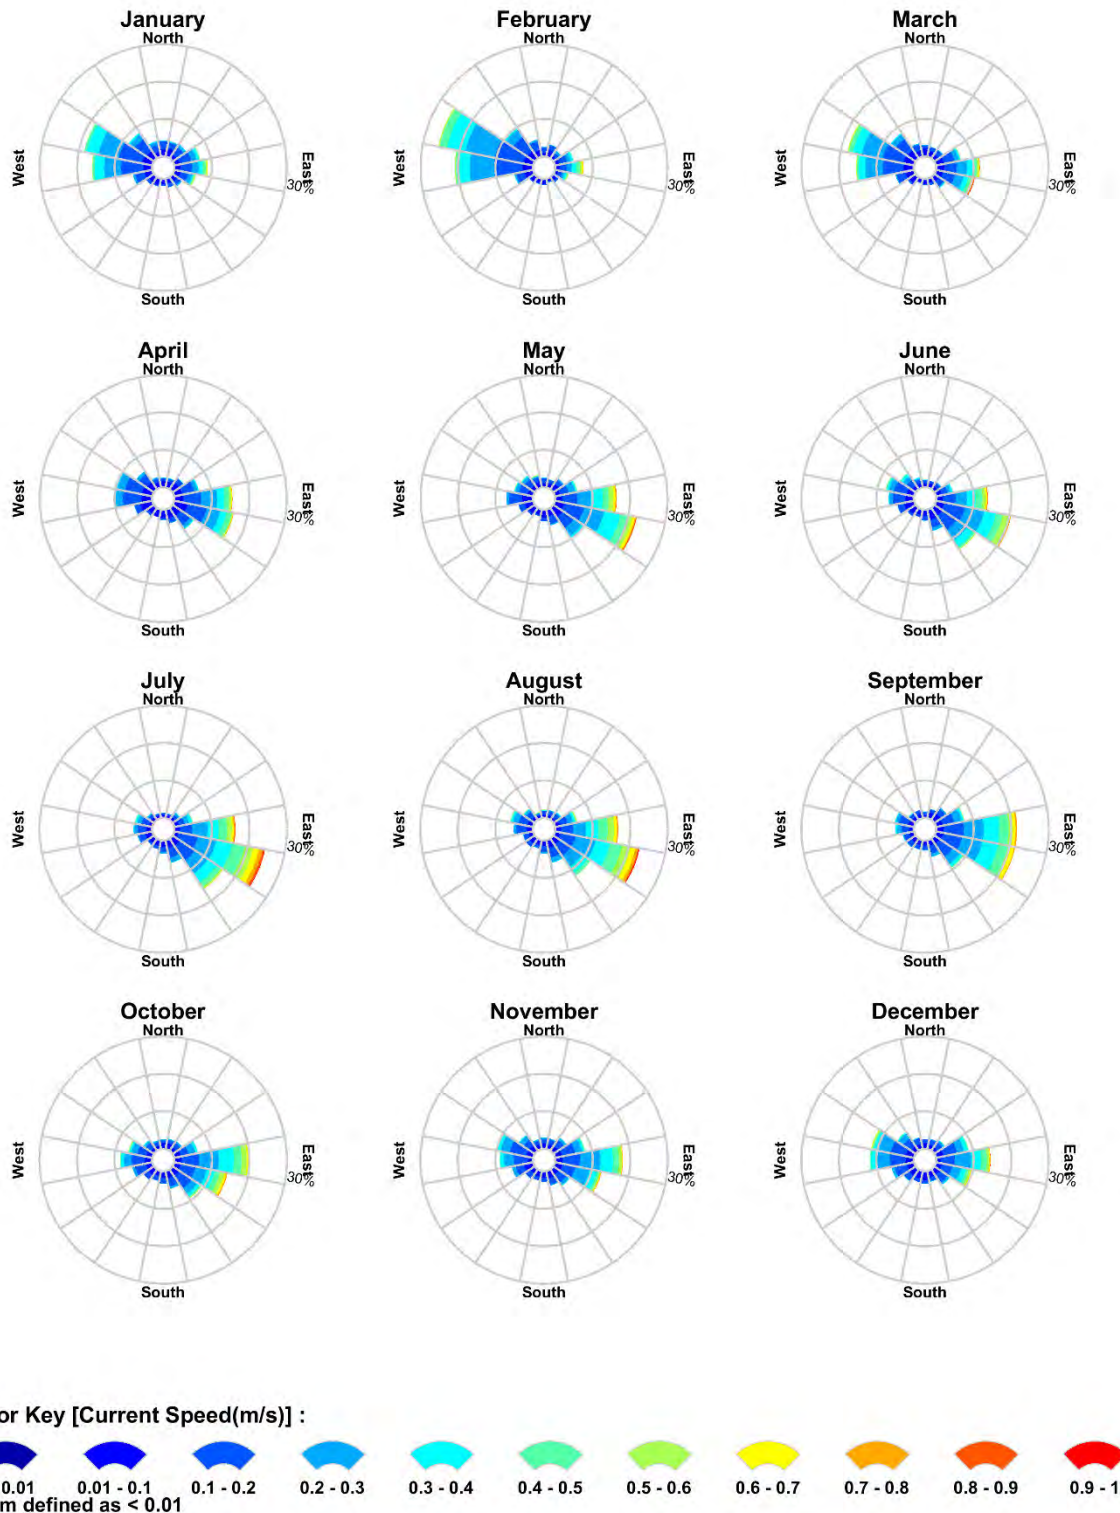 January February March
North North North
West East West East West East
30% 30% 30%
South South South
April May June
North North North
West East West East West East
30% 30% 30%
South South South
July August September
North North North
West East West East West East
30% 30% 30%
South South South
October November December
North North North
West East West East West East
30% 30% 30%
South South South
or Key [Current Speed(m/s)] :
0.01 0.01 - 0.1 0.1 - 0.2 0.2 - 0.3 0.3 - 0.4 0.4 - 0.5 0.5 - 0.6 0.6 - 0.7 0.7 - 0.8 0.8 - 0.9 0.9 - 1
m defined as < 0.01